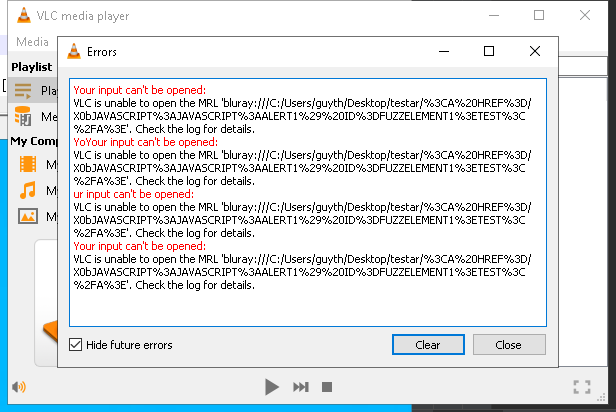 VLC media player
Media
Errors
Playlist
Pla
Me
My Comp
My
My
My
Your input can't be opened:
VLC is unable to open the MRL 'bluray:///C:/Users/guyth/Desktop/testar/%3CA%20HREF%3D/
X0bJAVASCRIPT%3AJAVASCRIPT%3AALERT1%29%20ID%3DFUZZELEMENT1%3ETEST%3C
%2FA%3E'. Check the log for details.
YoYour input can't be opened:
VLC is unable to open the MRL 'bluray:///C:/Users/guyth/Desktop/testar/%3CA%20HREF%3D/
X0bJAVASCRIPT%3AJAVASCRIPT%3AALERT1%29%20ID%3DFUZZELEMENT1%3ETEST%3C
%2FA%3E'. Check the log for details.
ur input can't be opened:
VLC is unable to open the MRL 'bluray:///C:/Users/guyth/Desktop/testar/%3CA%20HREF%3D/
X0bJAVASCRIPT%3AJAVASCRIPT%3AALERT1%29%20ID%3DFUZZELEMENT1%3ETEST%3C
%2FA%3E'. Check the log for details.
Your input can't be opened:
VLC is unable to open the MRL 'bluray:///C:/Users/guyth/Desktop/testar/%3CA%20HREF%3D/
X0bJAVASCRIPT%3AJAVASCRIPT%3AALERT1%29%20ID%3DFUZZELEMENT1%3ETEST%3C
%2FA%3E'. Check the log for details.
Hide future errors
Clear
Close